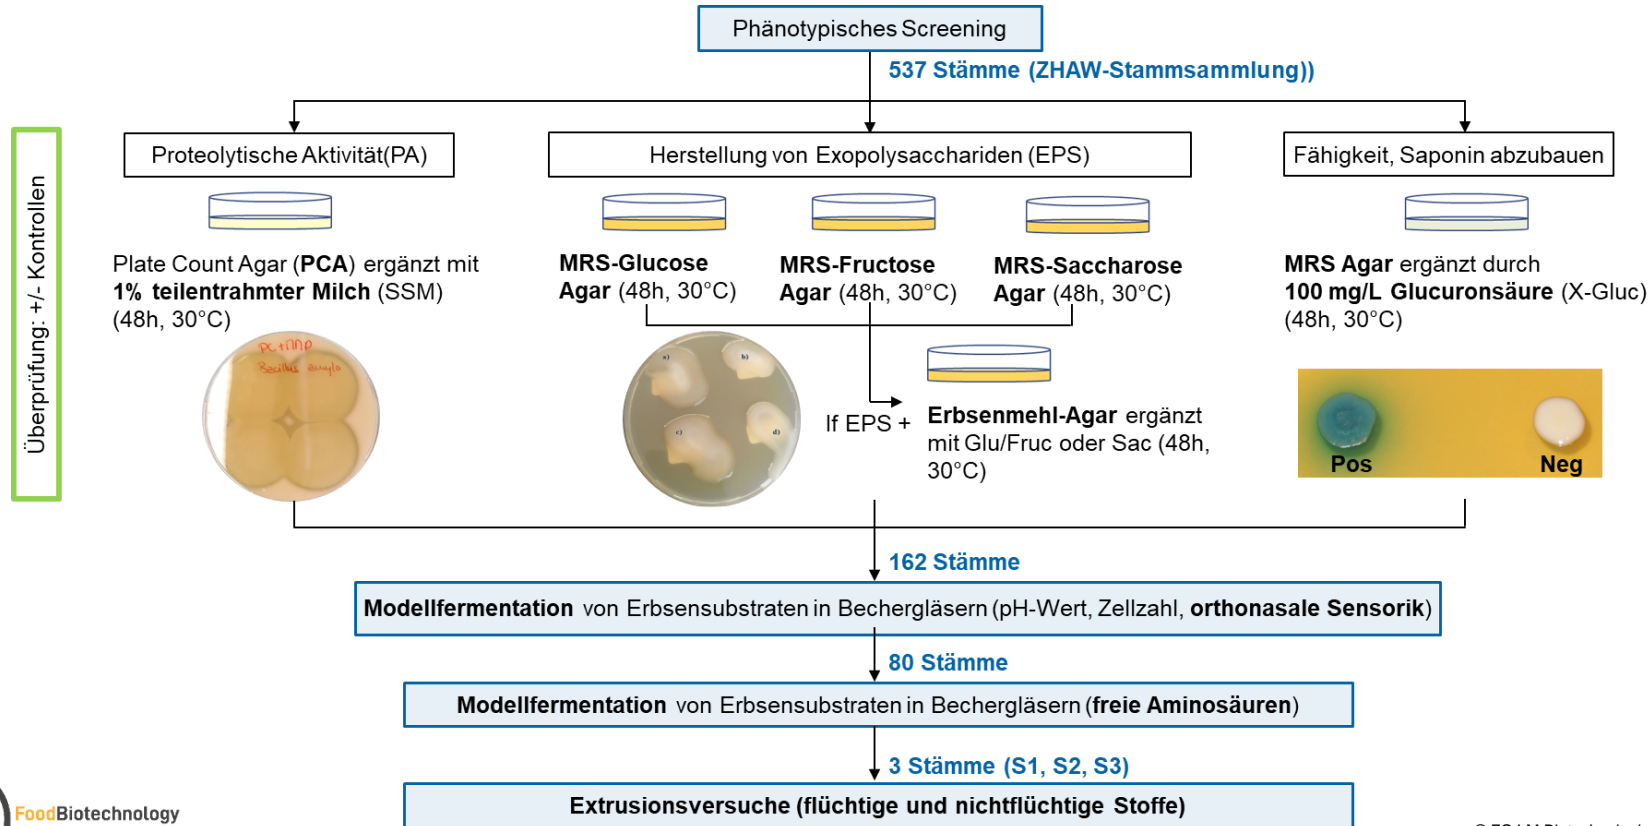 Phänotypisches Screening
537 Stämme (ZHAW-Stammsammlung))
Überprüfung: +/- Kontrollen
Proteolytische Aktivität(PA)
Herstellung von Exopolysacchariden (EPS)
Fähigkeit, Saponin abzubauen
Plate Count Agar (PCA) ergänzt mit
1% teilentrahmter Milch (SSM)
(48h, 30°C)
MRS-Glucose
Agar (48h, 30°C)
MRS-Fructose
Agar (48h, 30°C)
MRS-Saccharose
Agar (48h, 30°C)
MRS Agar ergänzt durch
100 mg/L Glucuronsäure (X-Gluc)
(48h, 30°C)
Bacillus amylo
a)
b)
c)
d)
If EPS +
Erbsenmehl-Agar ergänzt
mit Glu/Fruc oder Sac (48h,
30°C)
Pos
Neg
162 Stämme
Modellfermentation von Erbsensubstraten in Bechergläsern (pH-Wert, Zellzahl, orthonasale Sensorik)
80 Stämme
Modellfermentation von Erbsensubstraten in Bechergläsern (freie Aminosäuren)
3 Stämme (S1, S2, S3)
Extrusionsversuche (flüchtige und nichtflüchtige Stoffe)
FoodBiotechnology